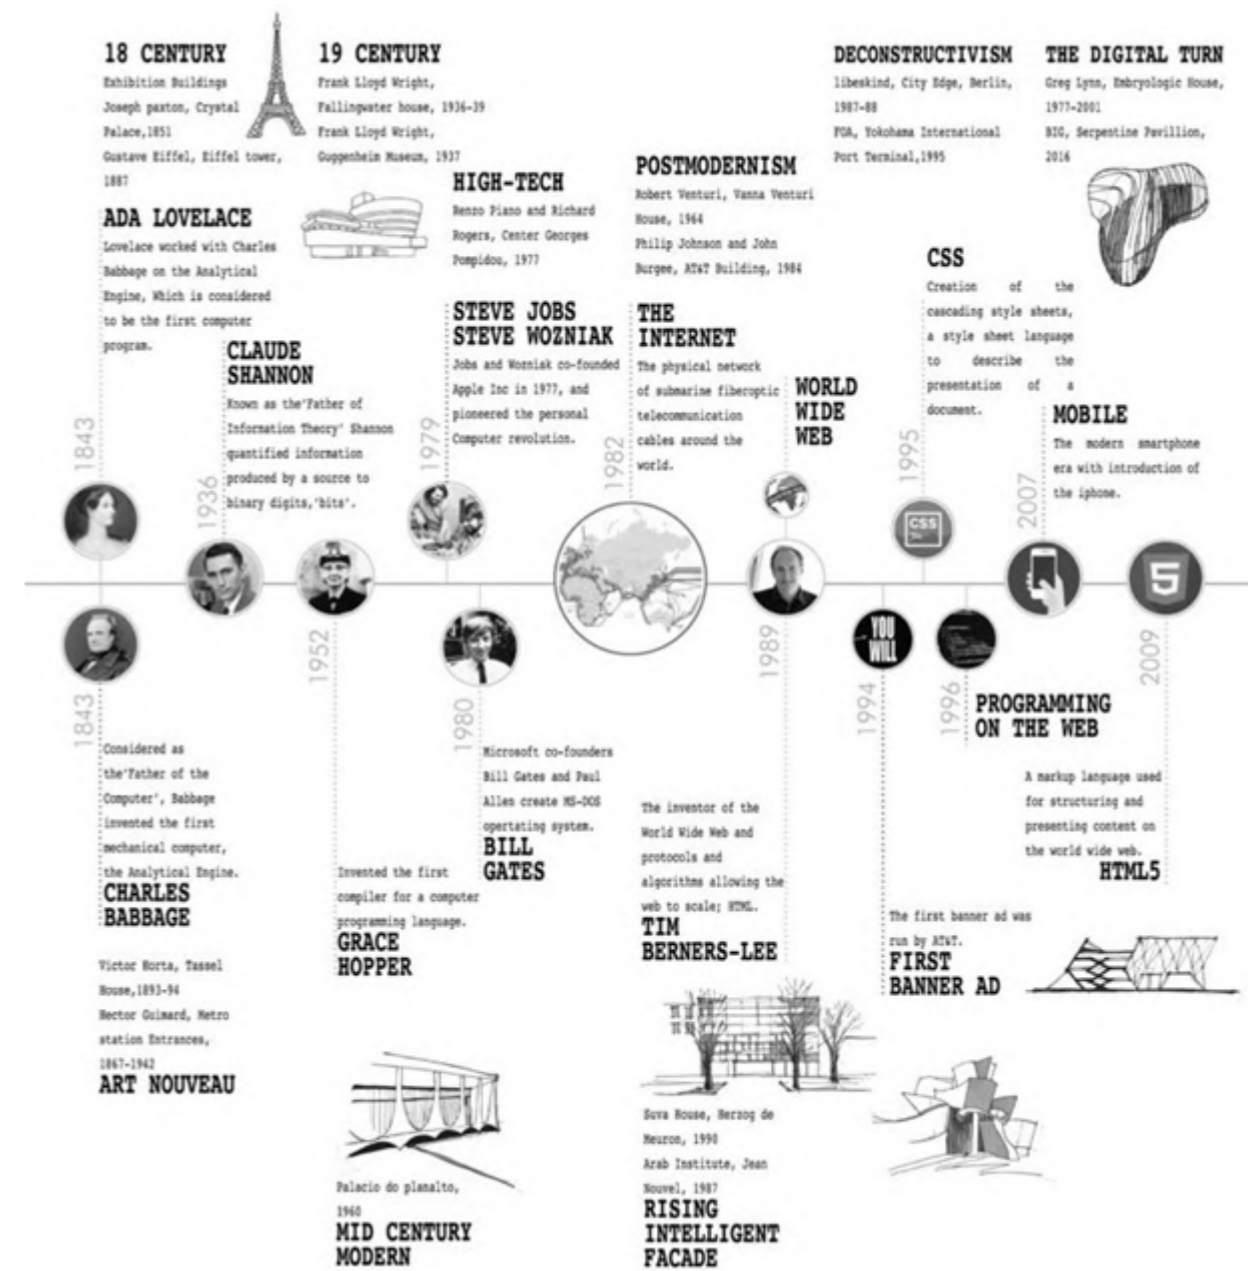 18 CENTURY
Exhibition Buildings
Joseph paxton, Crystal
Palace,1851
Gustave Eiffel, Eiffel tower,
1887
19 CENTURY
Frank Lloyd Wright,
Fallingwater house, 1936-39
Frank Lloyd Wright,
Guggenheim Museum, 1937
HIGH-TECH
Renzo Piano and Richard
Rogers, Center Georges
Pompidou, 1977
POSTMODERNISM
Robert Venturi, Vanna Venturi
House, 1964
Philip Johnson and John
Burgee, AT&T Building, 1984
DECONSTRUCTIVISM
libeskind, City Edge, Berlin,
1987-88
FOA, Yokohama International
Port Terminal,1995
THE DIGITAL TURN
Greg Lynn, Embryologic House,
1977-2001
BIG, Serpentine Pavillion,
2016
ADA LOVELACE
Lovelace worked with Charles
Babbage on the Analytical
Engine, Which is considered
to be the first computer
program.
1843
CLAUDE
SHANNON
Known as the'Father of
Information Theory' Shannon
quantified information
produced by a source to
binary digits,'bits'.
1936
STEVE JOBS
STEVE WOZNIAK
Jobs and Wozniak co-founded
Apple Inc in 1977, and
pioneered the personal
Computer revolution.
1979
THE
INTERNET
The physical network
of submarine fiberoptic
telecommunication
cables around the
world.
1982
WORLD
WIDE
WEB
CSS
Creation of the
cascading style sheets,
a style sheet language
to describe the
presentation of a
document.
1995
CSS
MOBILE
The modern smartphone
era with introduction of
the iphone.
2007
5
1843
Considered as
the'Father of the
Computer', Babbage
invented the first
mechanical computer,
the Analytical Engine.
CHARLES
BABBAGE
1952
Invented the first
compiler for a computer
programming language.
GRACE
HOPPER
1980
Microsoft co-founders
Bill Gates and Paul
Allen create MS-DOS
opertating system.
BILL
GATES
1989
The inventor of the
World Wide Web and
protocols and
algorithms allowing the
web to scale; HTML.
TIM
BERNERS-LEE
YOU
WILL
1994
The first banner ad was
run by AT&T.
FIRST
BANNER AD
1996
PROGRAMMING
ON THE WEB
2009
A markup language used
for structuring and
presenting content on
the world wide web.
HTML5
Victor Horta, Tassel
House,1893-94
Hector Guimard, Metro
station Entrances,
1867-1942
ART NOUVEAU
Palacio do planalto,
1960
MID CENTURY
MODERN
Suva House, Herzog de
Meuron, 1990
Arab Institute, Jean
Nouvel, 1987
RISING
INTELLIGENT
FACADE